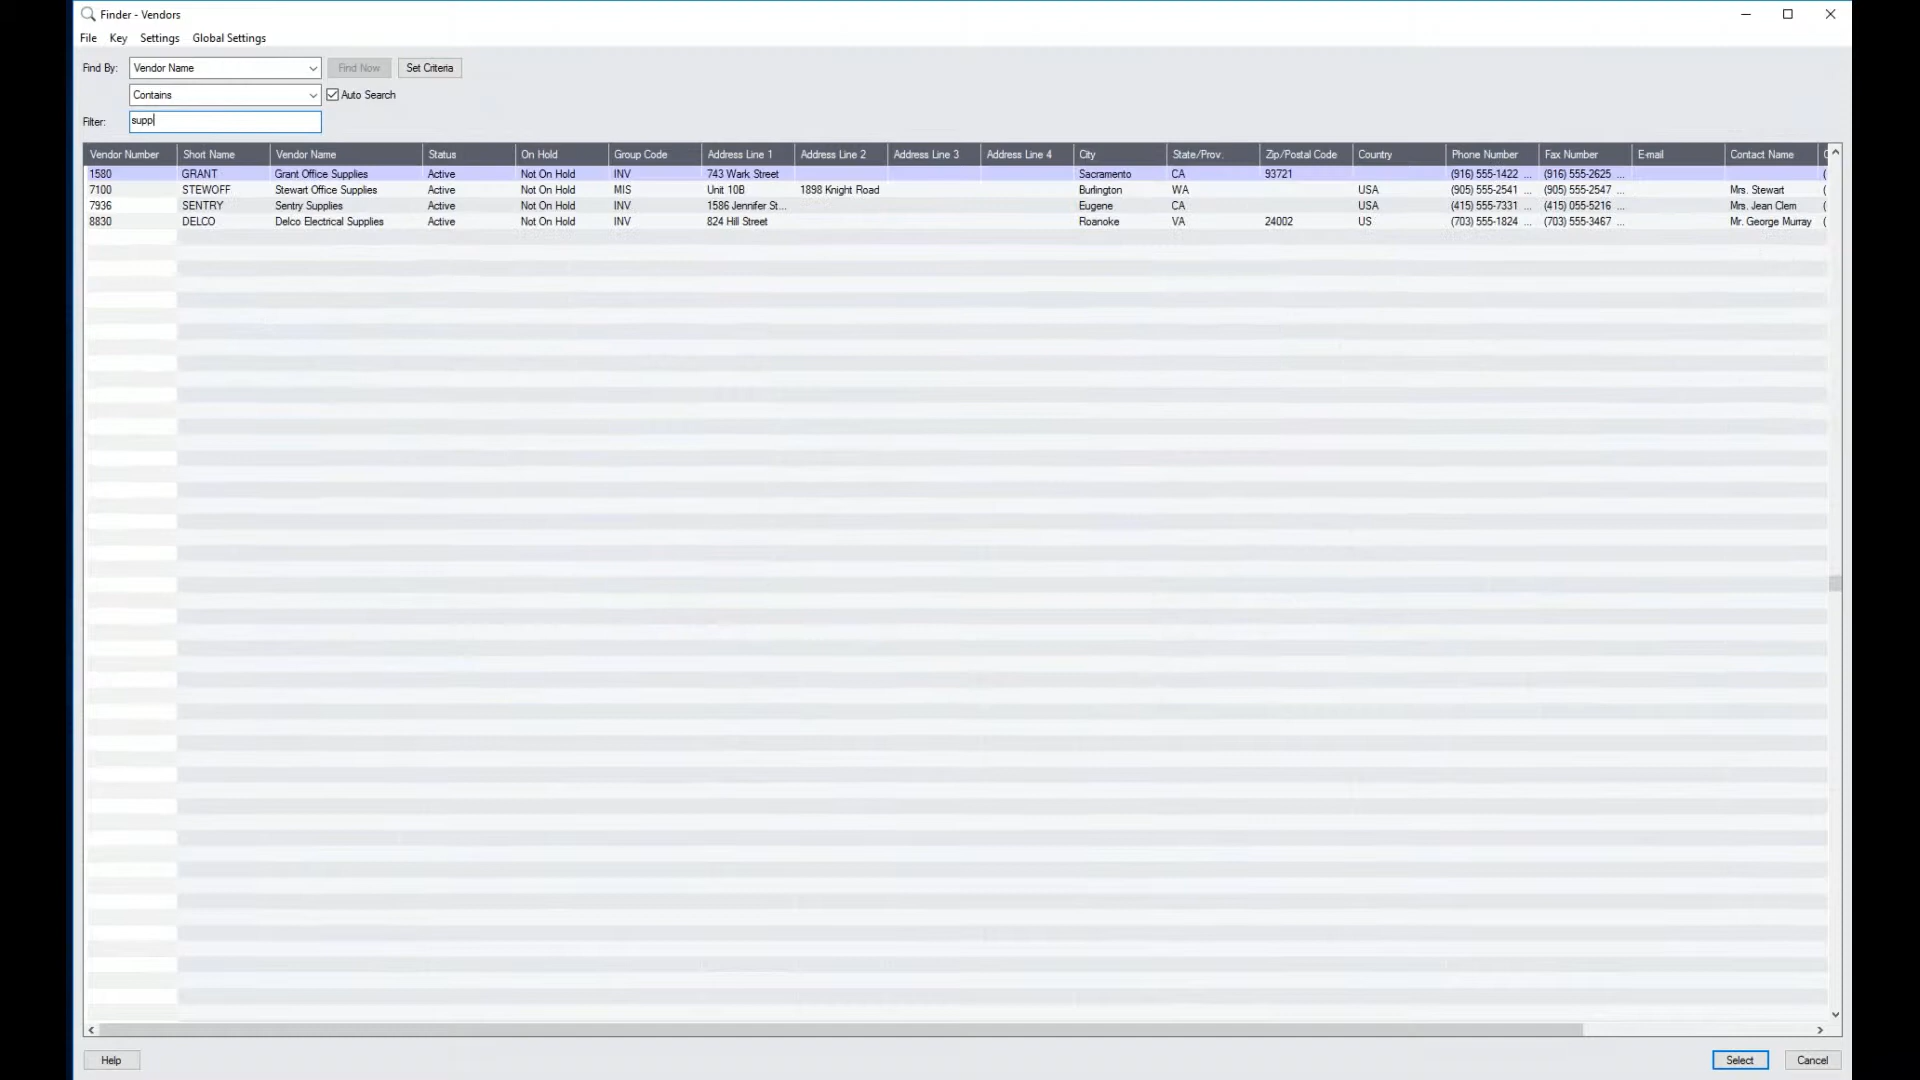 Finder - Vendors
File Key Settings Global Settings
Find By: Vendor Name Find Now Set Criteria
Contains Auto Search
Filter: supp
Vendor Number Short Name Vendor Name Status On Hold Group Code Address Line 1 Address Line 2 Address Line 3 Address Line 4 City State/Prov. Zip/Postal Code Country Phone Number Fax Number E-mail Contact Name
1580 GRANT Grant Office Supplies Active Not On Hold INV 743 Wark Street Sacramento CA 93721 (916) 555-1422 ... (916) 555-2625 ... (
7100 STEWOFF Stewart Office Supplies Active Not On Hold MIS Unit 10B 1898 Knight Road Burlington WA USA (905) 555-2541 ... (905) 555-2547 ... Mrs. Stewart (
7936 SENTRY Sentry Supplies Active Not On Hold INV 1586 Jennifer St... Eugene CA USA (415) 555-7331 ... (415) 055-5216 ... Mrs. Jean Clem (
8830 DELCO Delco Electrical Supplies Active Not On Hold INV 824 Hill Street Roanoke VA 24002 US (703) 555-1824 ... (703) 555-3467 ... Mr. George Murray (
Help Select Cancel